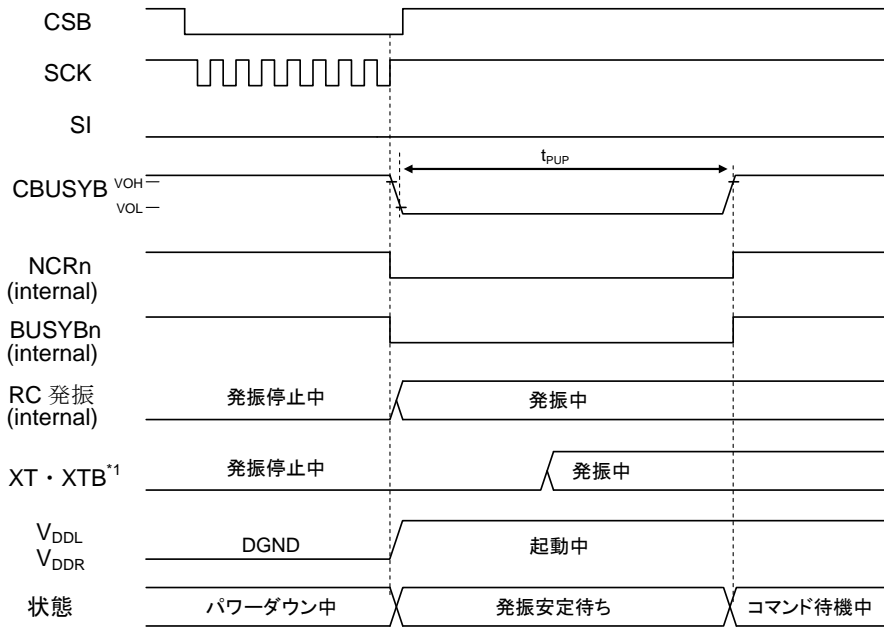 CSB
SCK
SI
t_PUP
CBUSYB VOH
VOL
NCRn
(internal)
BUSYBn
(internal)
RC 発振
(internal)
発振停止中 発振中
XT・XTB*1 発振停止中 発振中
V_DDL
V_DDR
DGND 起動中
状態 パワーダウン中 発振安定待ち コマンド待機中